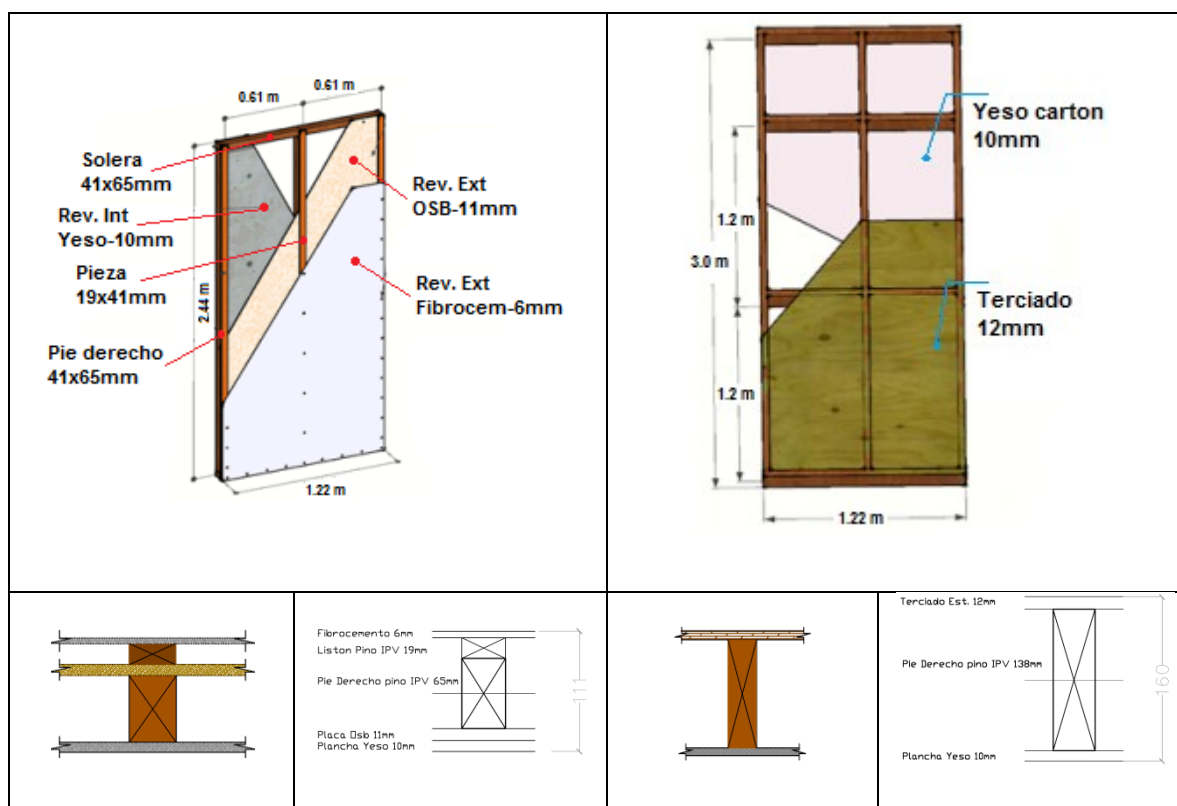 0.61 m
0.61 m
Solera
41x65mm
Rev. Int
Yeso-10mm
Pieza
19x41mm
Pie derecho
41x65mm
Rev. Ext
OSB-11mm
Rev. Ext
Fibrocem-6mm
2.44 m
1.22 m
Yeso carton
10mm
1.2 m
3.0 m
1.2 m
Terciado
12mm
1.22 m
Fibrocemento 6mm
Liston Pino IPV 19mm
Pie Derecho pino IPV 65mm
Placa Osb 11mm
Plancha Yeso 10mm
111
Terciado Est. 12mm
Pie Derecho pino IPV 138mm
Plancha Yeso 10mm
160